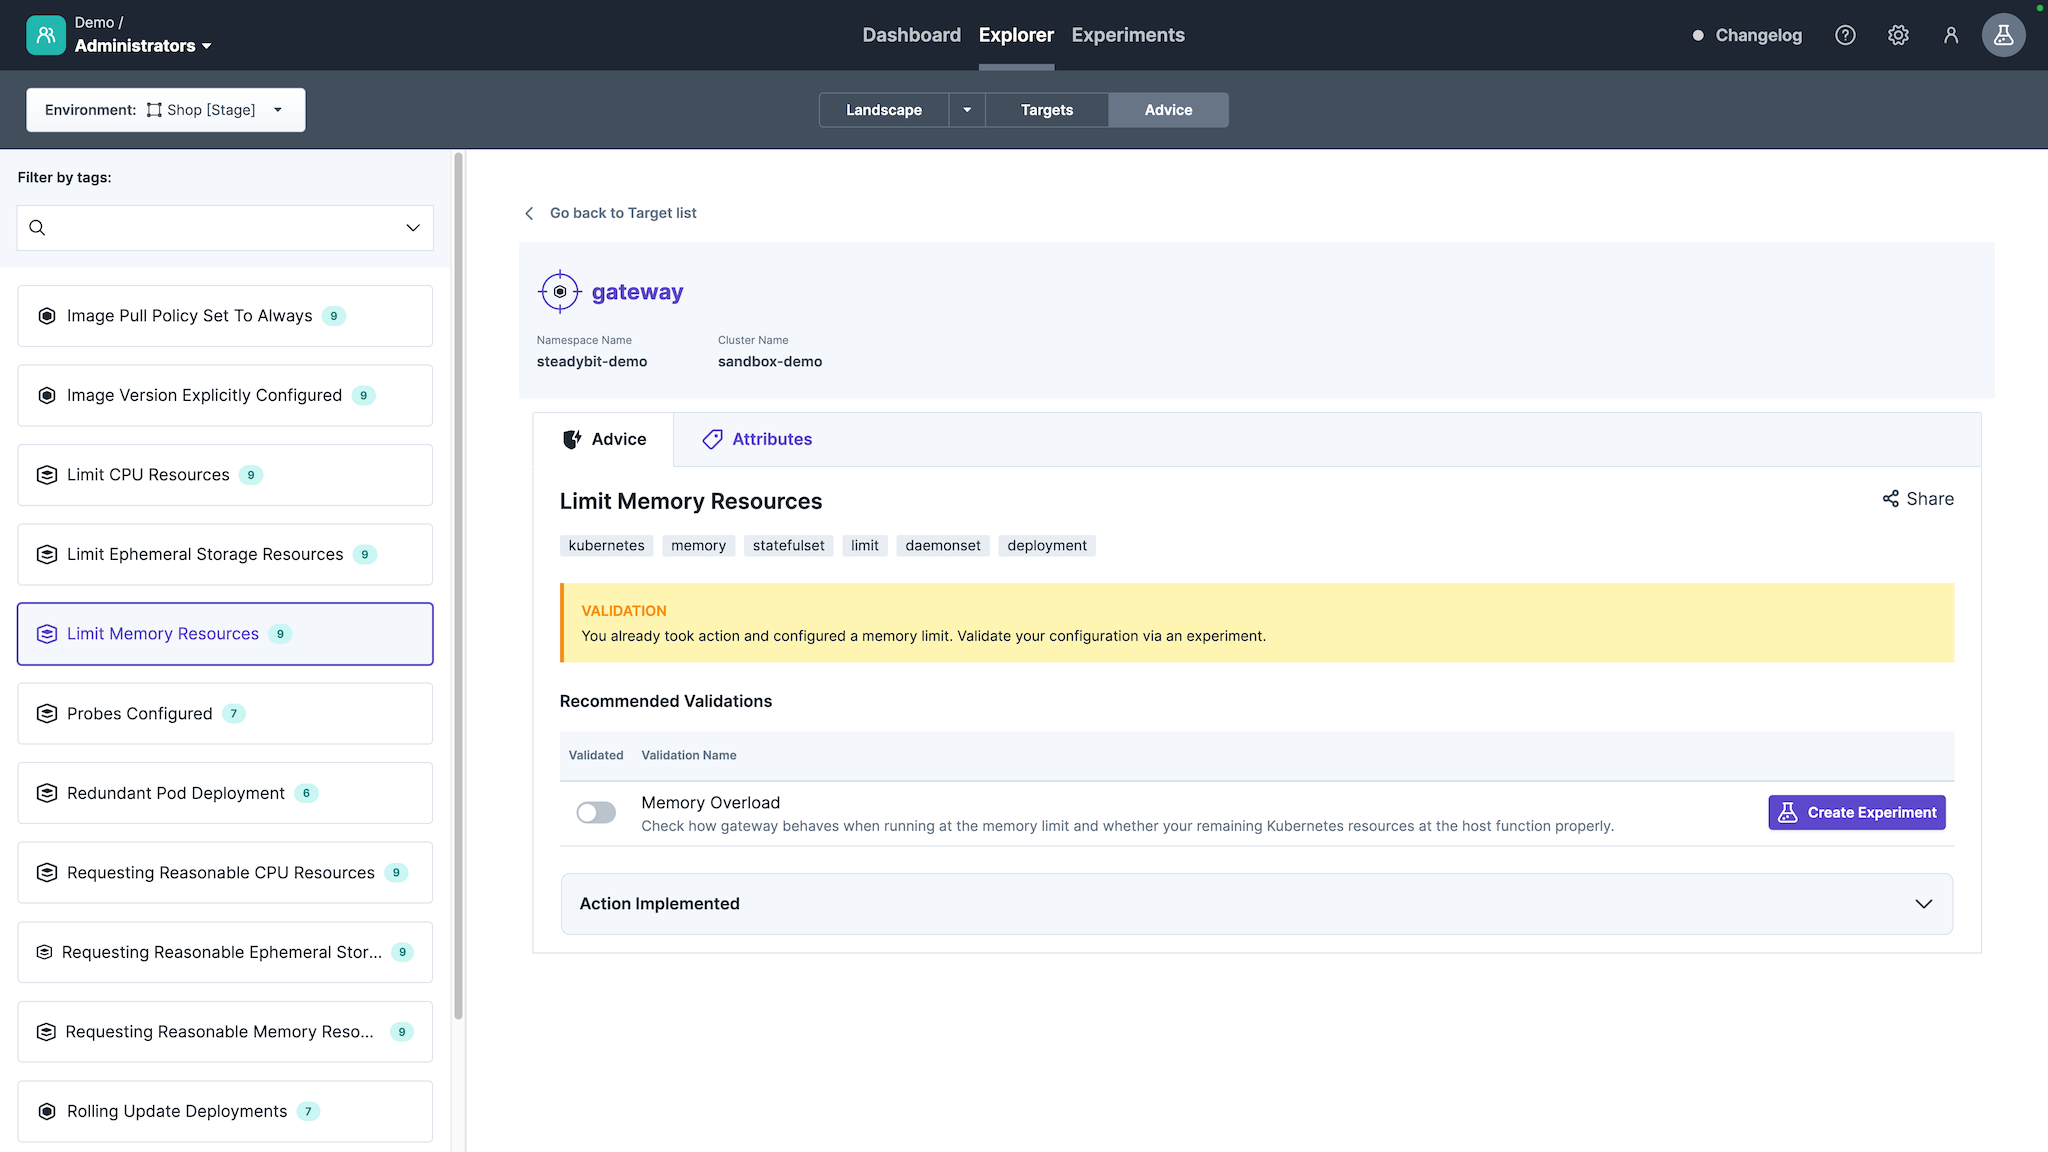 Demo /
Administrators
Dashboard
Explorer
Experiments
Changelog
Environment: Shop [Stage]
Landscape
Targets
Advice
Filter by tags:
Image Pull Policy Set To Always 9
Image Version Explicitly Configured 9
Limit CPU Resources 9
Limit Ephemeral Storage Resources 9
Limit Memory Resources 9
Probes Configured 7
Redundant Pod Deployment 6
Requesting Reasonable CPU Resources 9
Requesting Reasonable Ephemeral Stor... 9
Requesting Reasonable Memory Reso... 9
Rolling Update Deployments 7
Go back to Target list
gateway
Namespace Name
steadybit-demo
Cluster Name
sandbox-demo
Advice
Attributes
Limit Memory Resources
Share
kubernetes memory statefulset limit daemonset deployment
VALIDATION
You already took action and configured a memory limit. Validate your configuration via an experiment.
Recommended Validations
Validated Validation Name
Memory Overload
Check how gateway behaves when running at the memory limit and whether your remaining Kubernetes resources at the host function properly.
Create Experiment
Action Implemented